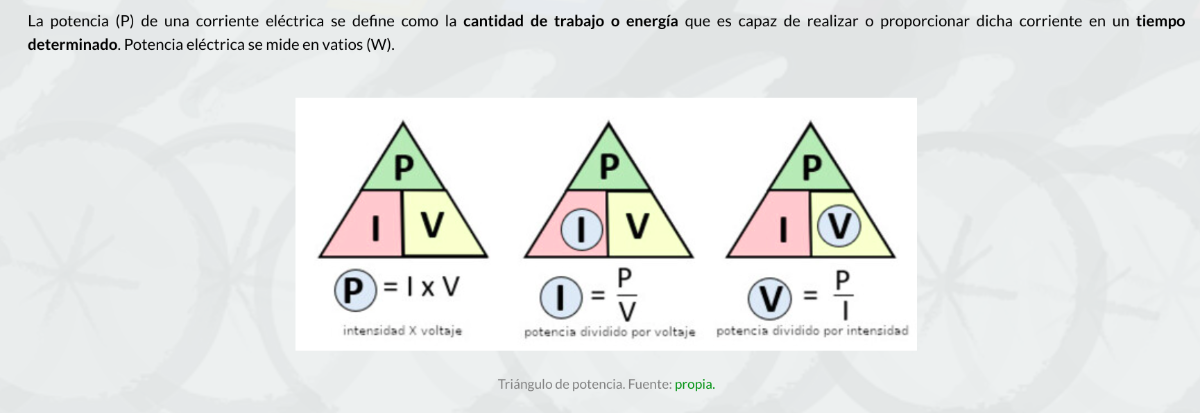 La potencia (P) de una corriente eléctrica se define como la cantidad de trabajo o energía que es capaz de realizar o proporcionar dicha corriente en un tiempo
determinado. Potencia eléctrica se mide en vatios (W).
P
I V
P = I x V
intensidad X voltaje
P
I V
I = P
V
potencia dividido por voltaje
P
I V
V = P
I
potencia dividido por intensidad
Triángulo de potencia. Fuente: propia.